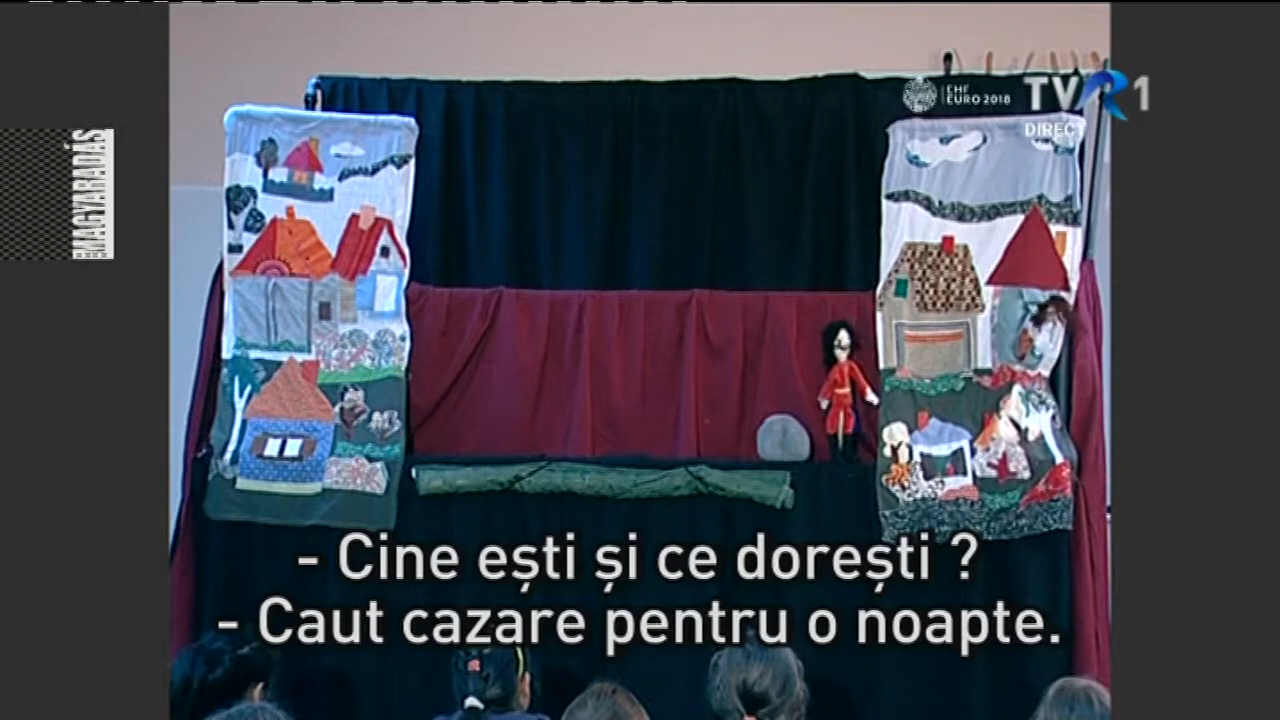 EHF
EURO 2018
TVR1
DIRECT
MAGYARADÁS
- Cine ești și ce dorești ?
- Caut cazare pentru o noapte.